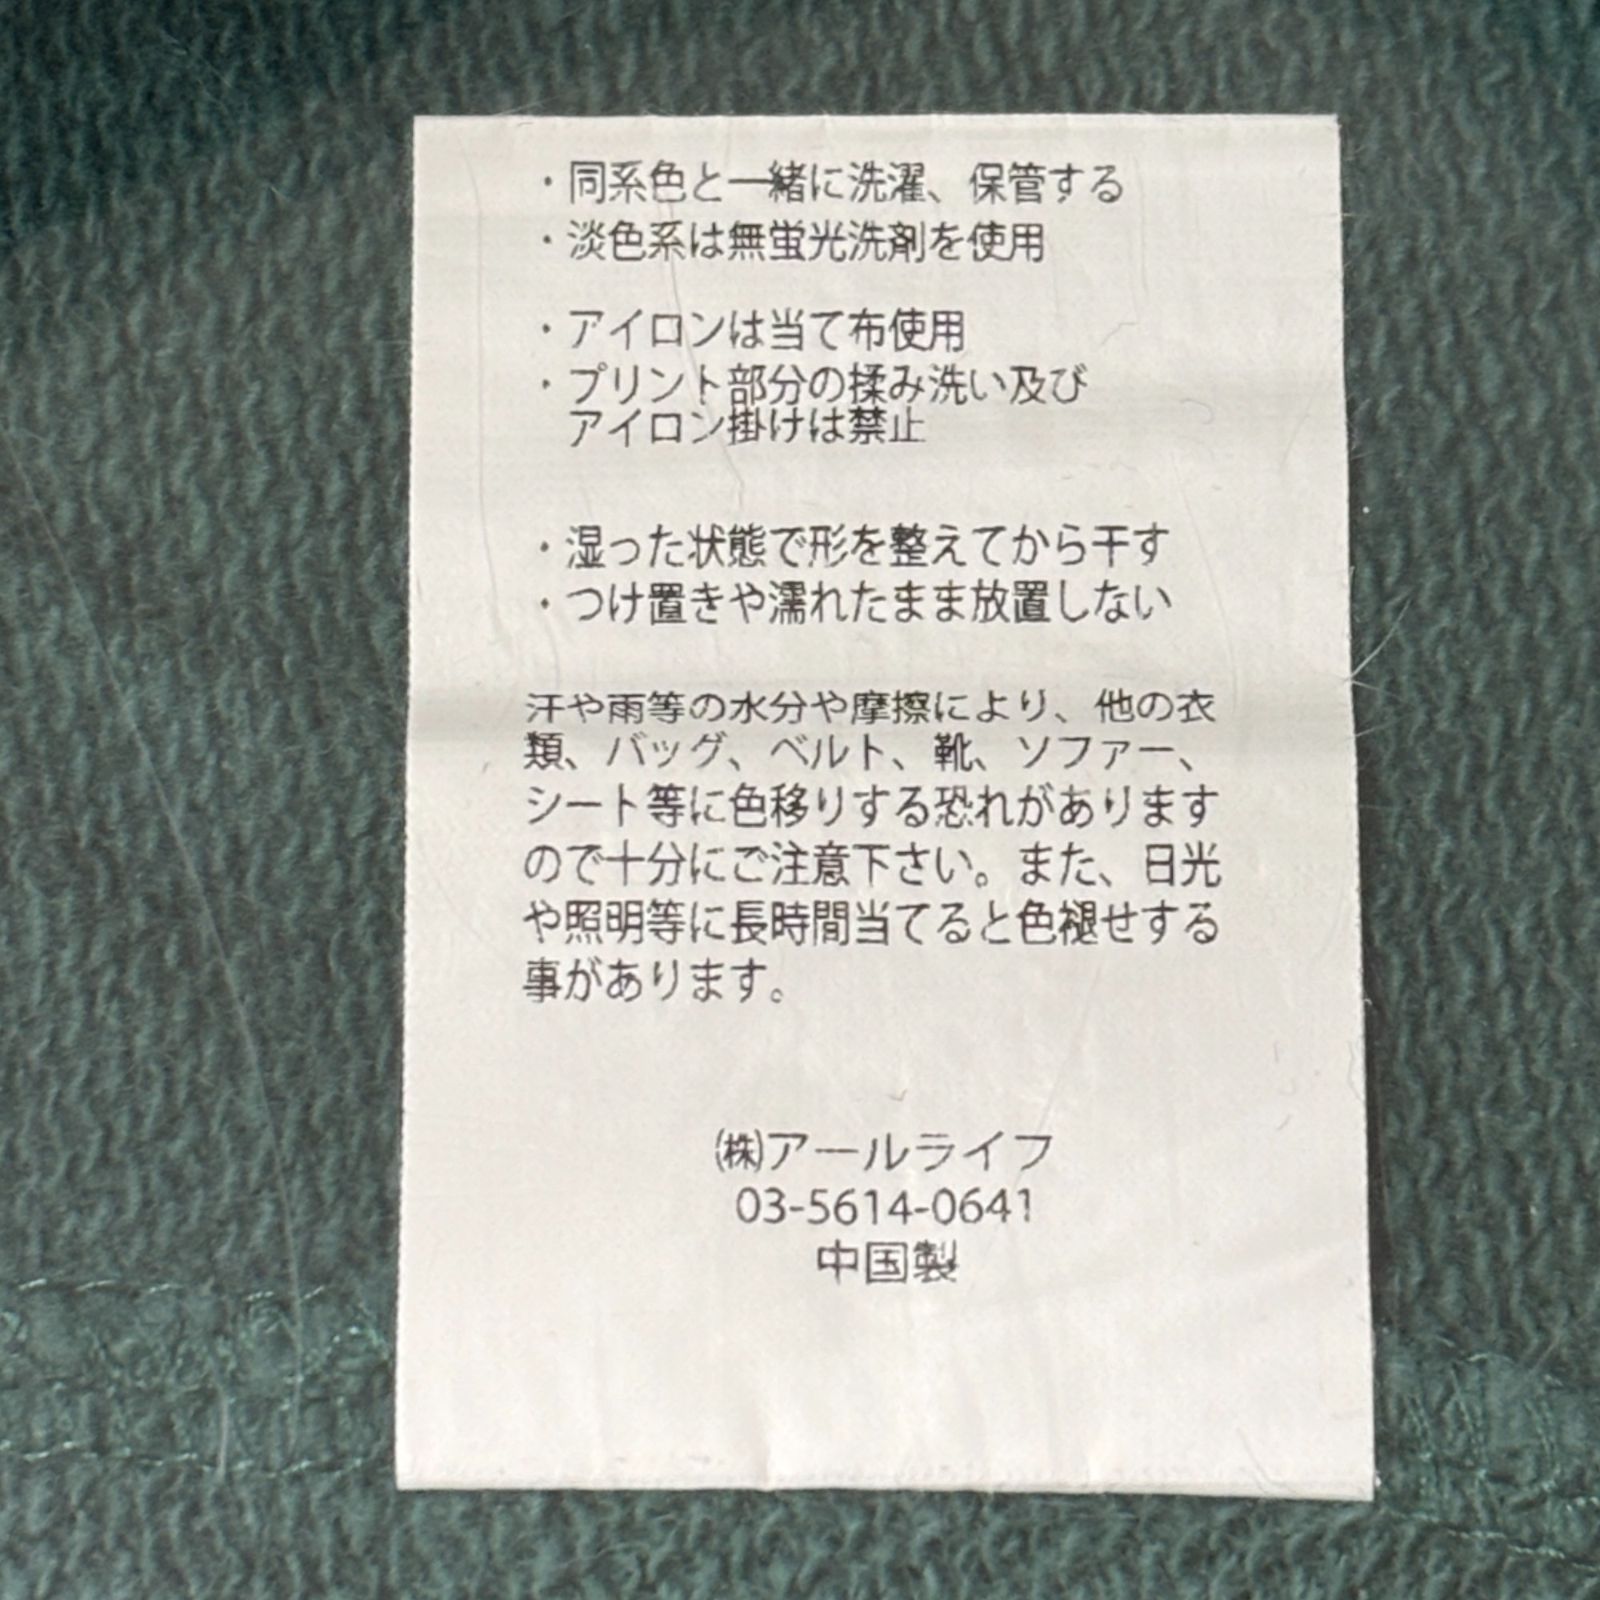 ・同系色と一緒に洗濯、保管する
・淡色系は無蛍光洗剤を使用
・アイロンは当て布使用
・プリント部分の揉み洗い及び
アイロン掛けは禁止
・湿った状態で形を整えてから干す
・つけ置きや濡れたまま放置しない
汗や雨等の水分や摩擦により、他の衣
類、バッグ、ベルト、靴、ソファー、
シート等に色移りする恐れがあります
ので十分にご注意下さい。また、日光
や照明等に長時間当てると色褪せする
事があります。
㈱アールライフ
03-5614-0641
中国製